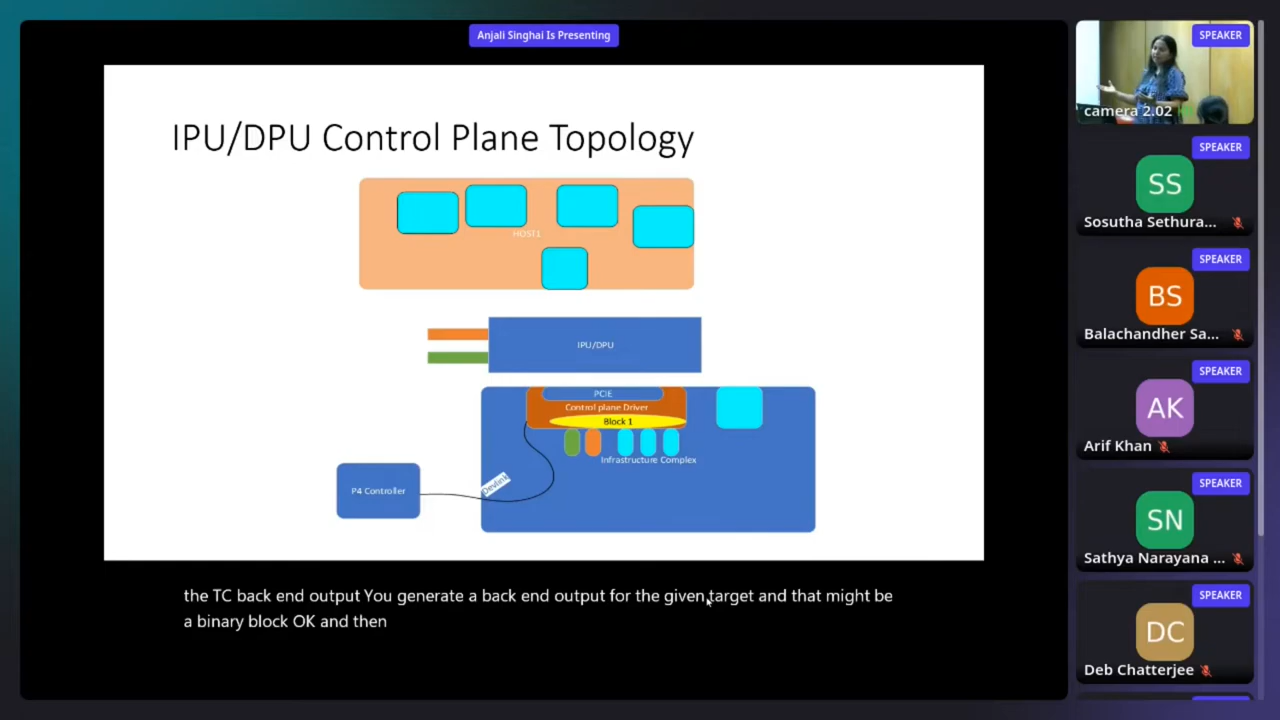 Anjali Singhai Is Presenting
IPU/DPU Control Plane Topology
HOST1
IPU/DPU
PCIE
Control plane Driver
Block 1
Infrastructure Complex
Devlink
P4 Controller
the TC back end output You generate a back end output for the given target and that might be
a binary block OK and then
SPEAKER
camera 2.02
SPEAKER
SS
Sosutha Sethura...
SPEAKER
BS
Balachandher Sa...
SPEAKER
AK
Arif Khan
SPEAKER
SN
Sathya Narayana ...
SPEAKER
DC
Deb Chatterjee